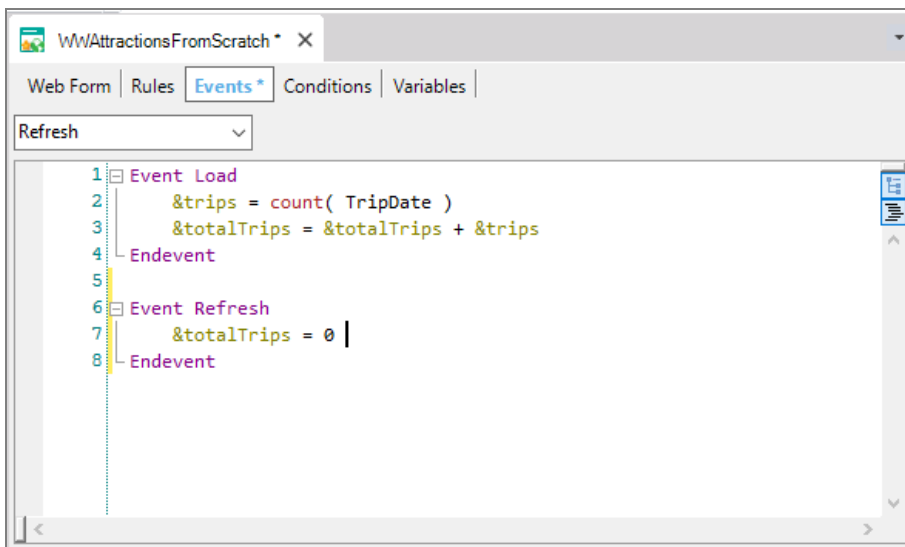 WWAttractionsFromScratch * X
Web Form Rules Events * Conditions Variables
Refresh
1 Event Load
2 &trips = count( TripDate )
3 &totalTrips = &totalTrips + &trips
4 Endevent
5
6 Event Refresh
7 &totalTrips = 0
8 Endevent